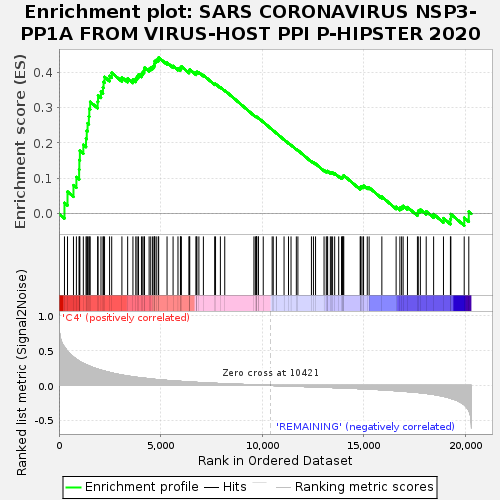 Enrichment plot: SARS CORONAVIRUS NSP3-
PP1A FROM VIRUS-HOST PPI P-HIPSTER 2020
Enrichment score (ES)
0.4
0.3
0.2
0.1
0.0
Ranked list metric (Signal2Noise)
1.0
0.5
0.0
-0.5
'C4' (positively correlated)
Zero cross at 10421
'REMAINING' (negatively correlated)
0
5,000
10,000
15,000
20,000
Rank in Ordered Dataset
Enrichment profile
Hits
Ranking metric scores